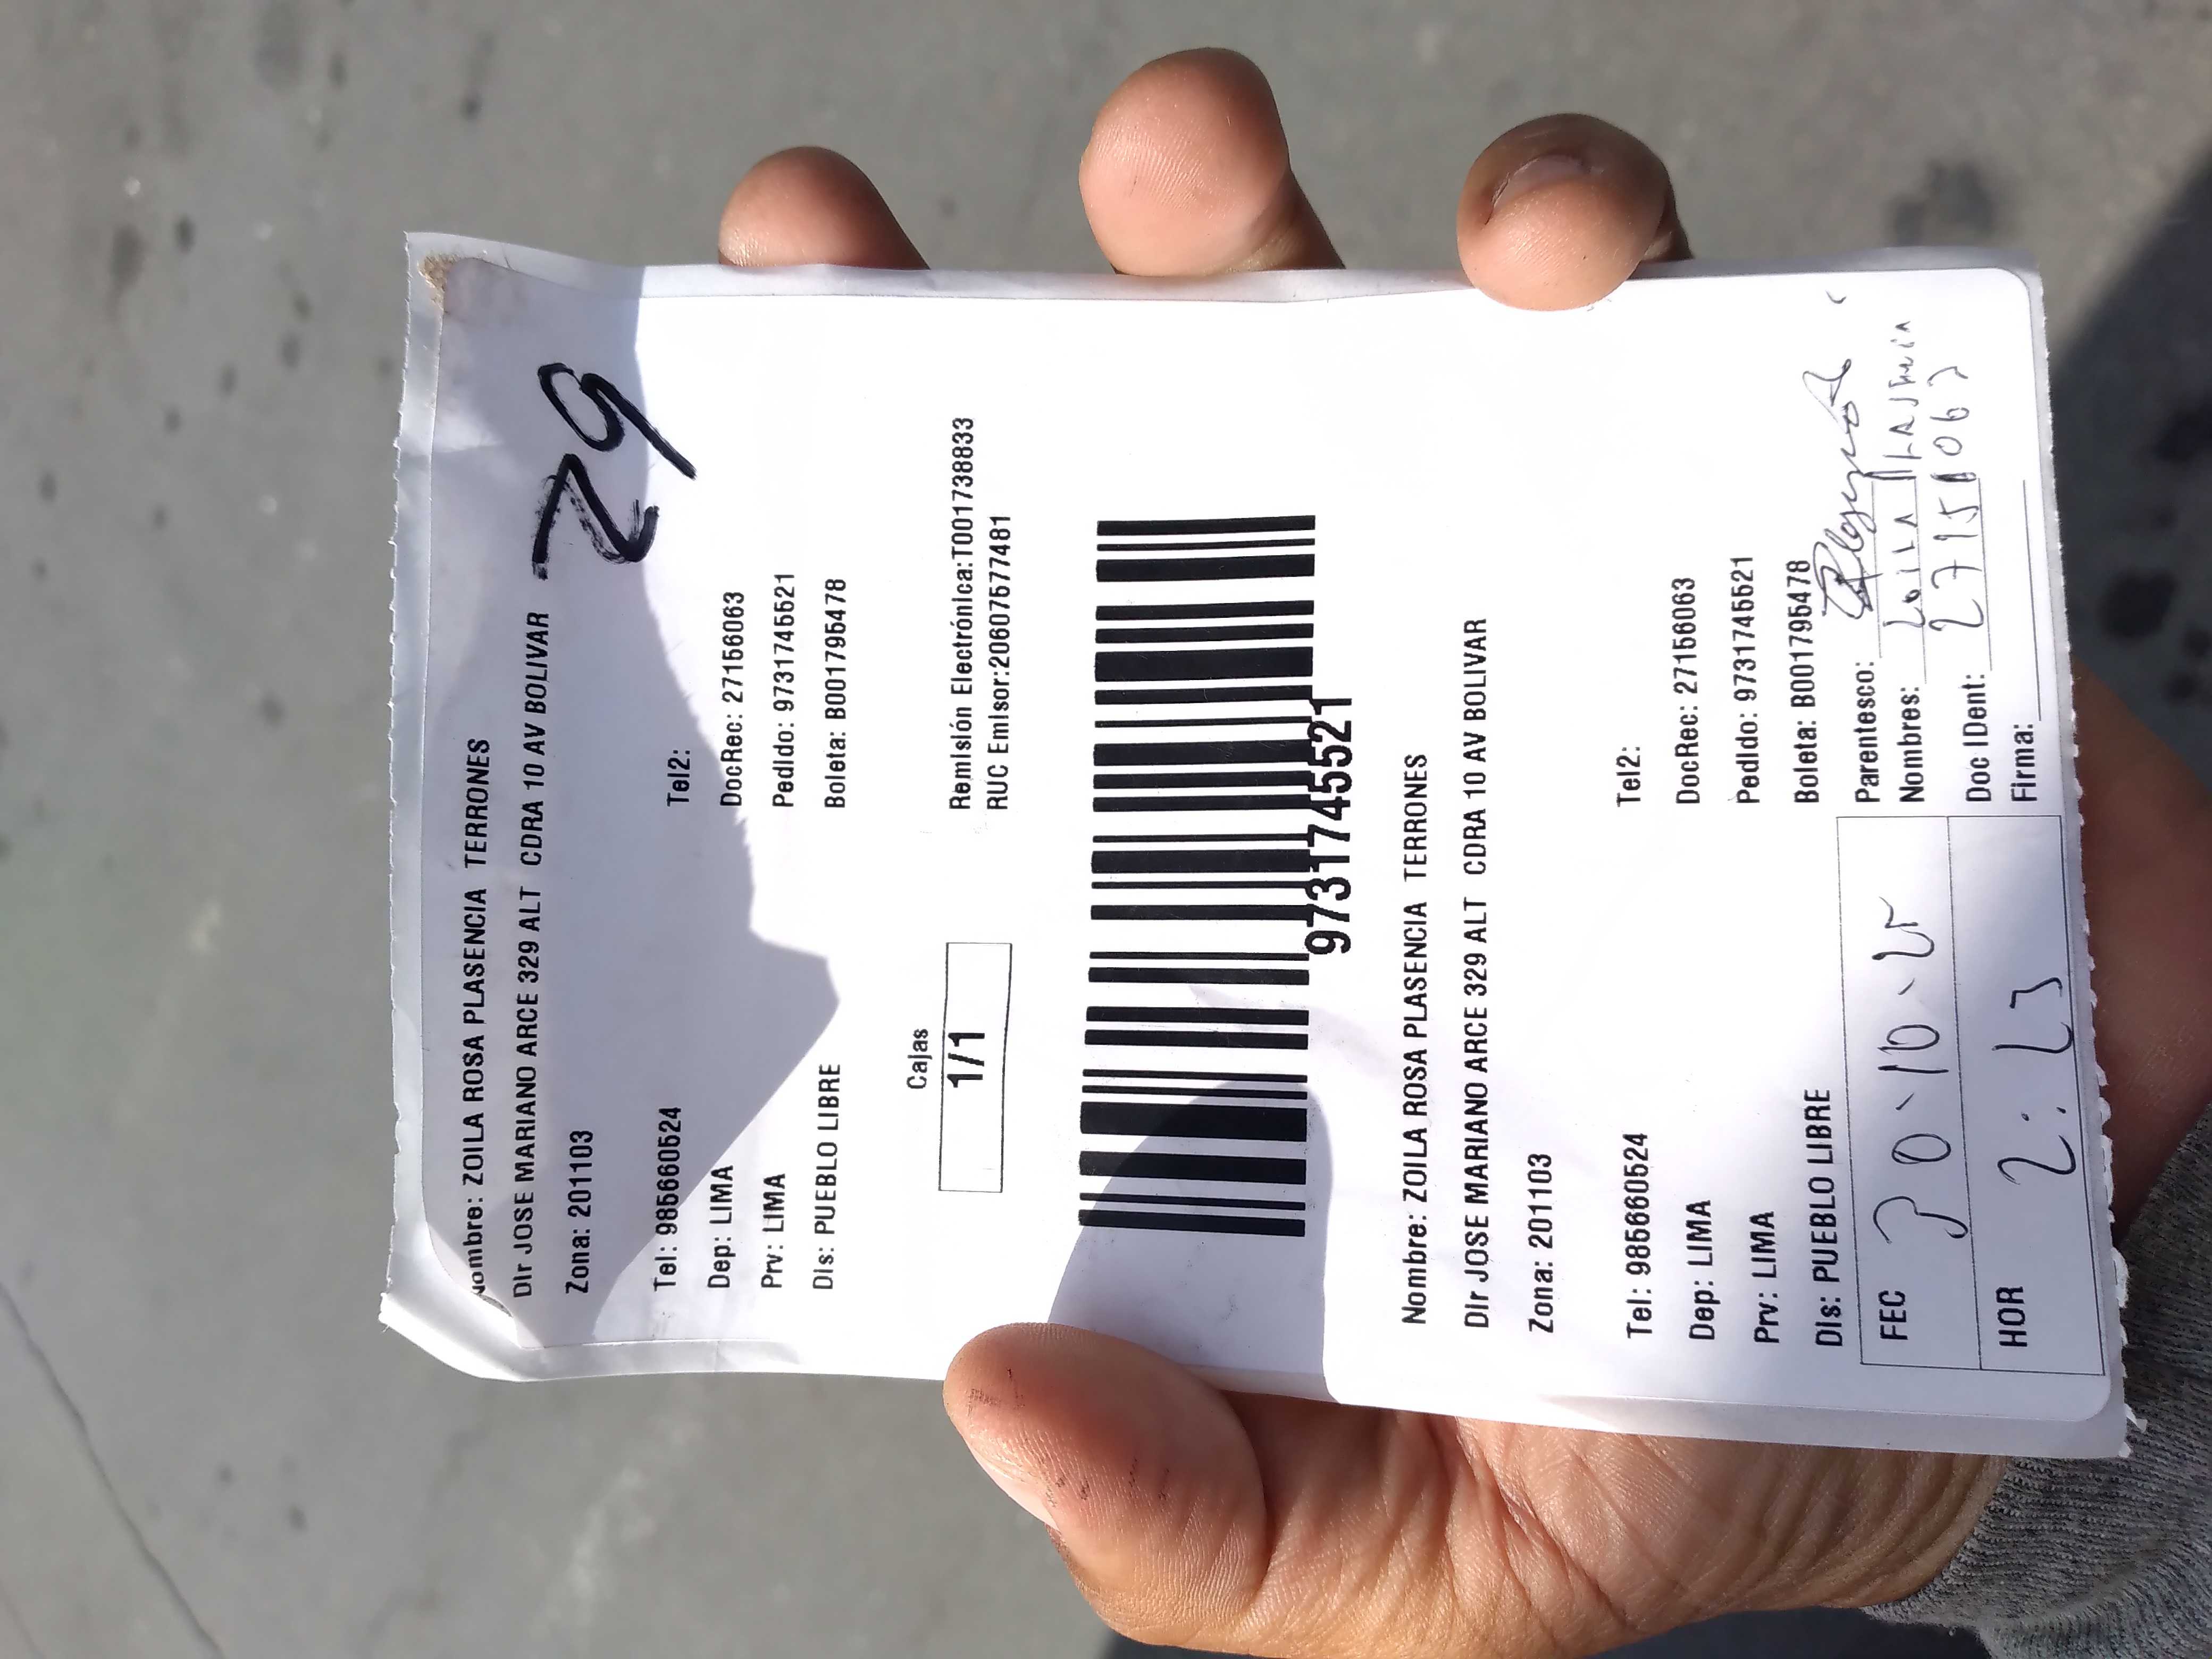 Nombre: ZOILA ROSA PLASENCIA TERRONES
Dir JOSE MARIANO ARCE 329 ALT CDRA 10 AV BOLIVAR
29
Zona: 201103
Tel: 985660524 Tel2:
Dep: LIMA DocRec: 27156063
Prv: LIMA Pedido: 9731745521
Dis: PUEBLO LIBRE Boleta: B001795478
Cajas
1/1
Remisión Electrónica:T001738833
RUC Emisor:20607577481
9731745521
Nombre: ZOILA ROSA PLASENCIA TERRONES
Dir JOSE MARIANO ARCE 329 ALT CDRA 10 AV BOLIVAR
Zona: 201103
Tel: 985660524 Tel2:
Dep: LIMA DocRec: 27156063
Prv: LIMA Pedido: 9731745521
Dis: PUEBLO LIBRE Boleta: B001795478
FEC 30-10-25
HOR 2:23
Parentesco:
Nombres: Zoila
Doc IDent:
Firma: